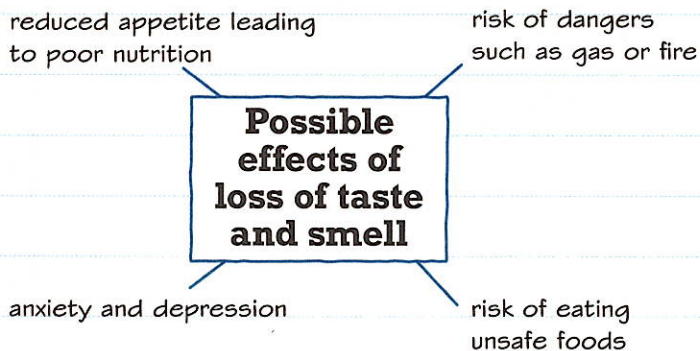 reduced appetite leading
to poor nutrition
risk of dangers
such as gas or fire
Possible
effects of
loss of taste
and smell
anxiety and depression
risk of eating
unsafe foods